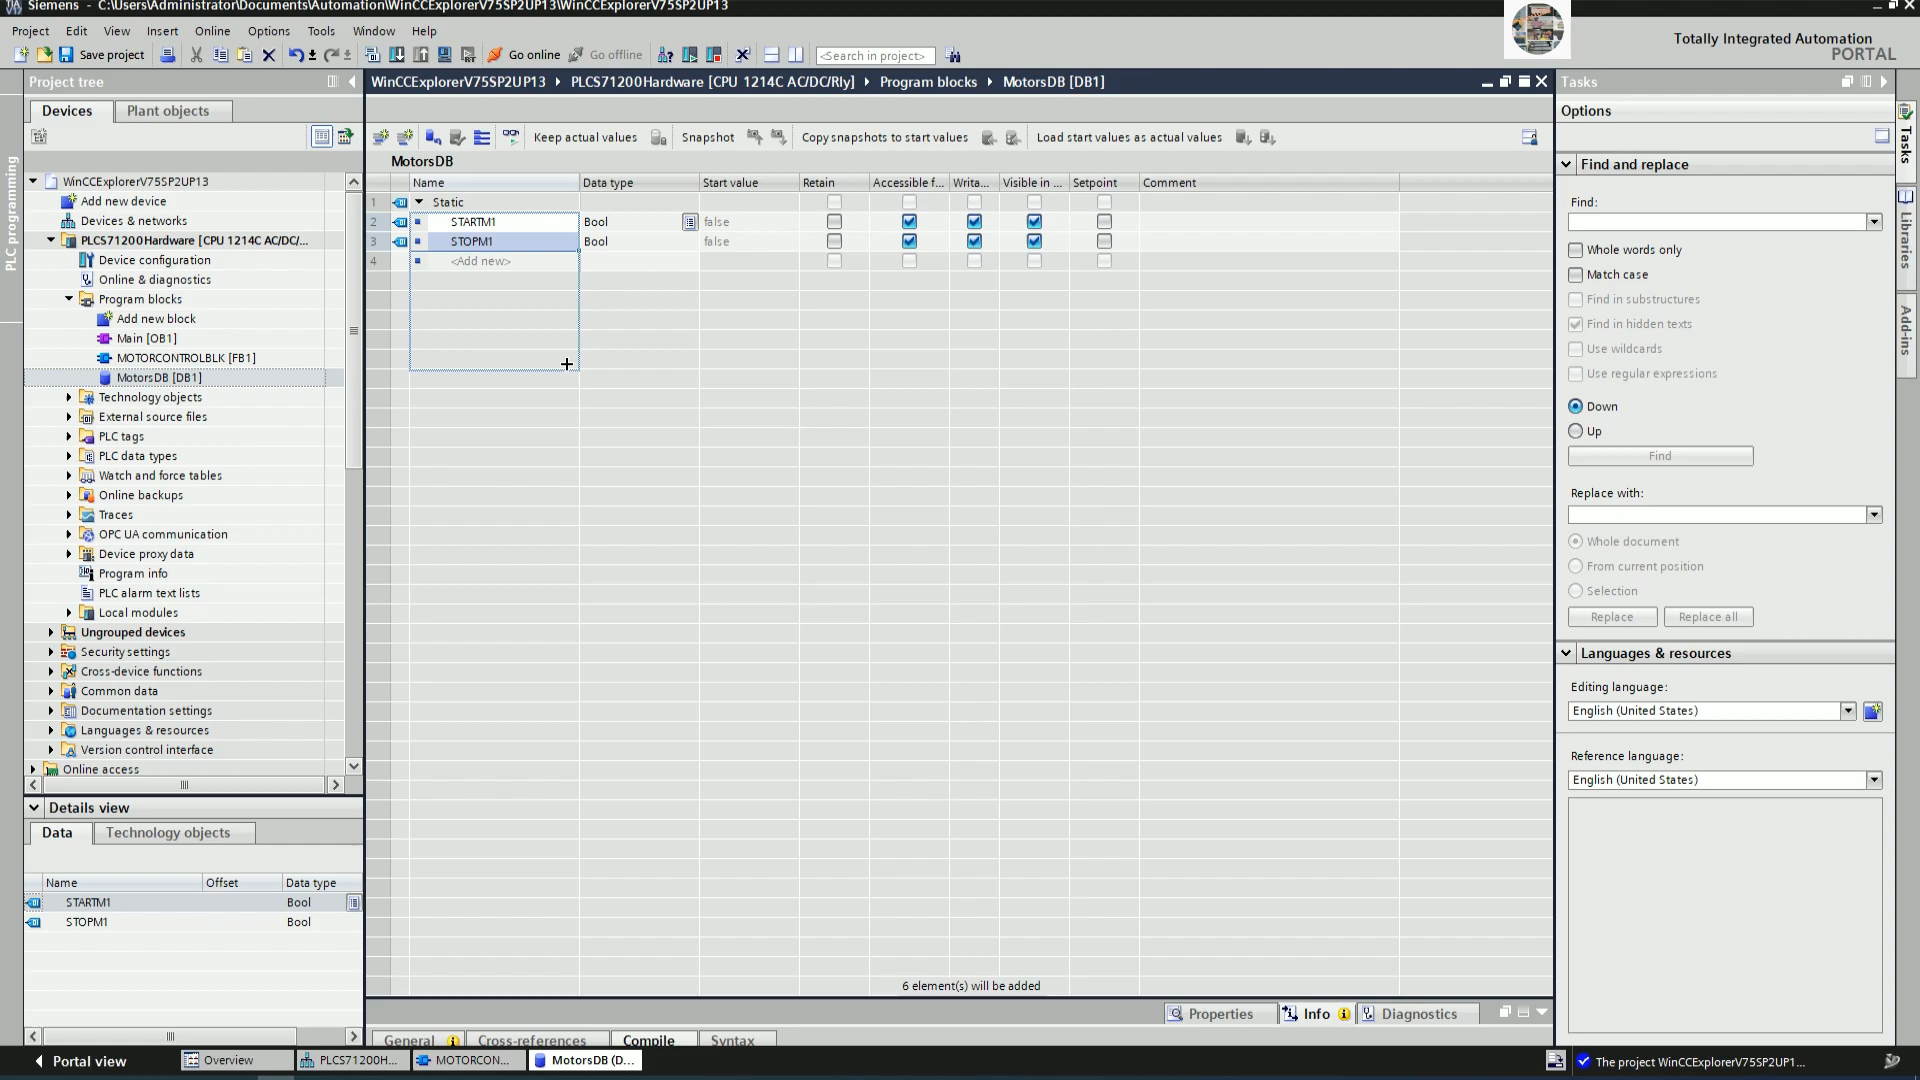 Siemens - C:\Users\Administrator\Documents\Automation\WinCCExplorerV75SP2UP13\WinCCExplorerV75SP2UP13
Project Edit View Insert Online Options Tools Window Help
Totally Integrated Automation
PORTAL
Save project
Go online
Go offline
<Search in project>
Project tree
WinCCExplorerV75SP2UP13 PLCS71200Hardware [CPU 1214C AC/DC/Rly] Program blocks MotorsDB [DB1]
Tasks
Devices
Plant objects
Options
Keep actual values
Snapshot
Copy snapshots to start values
Load start values as actual values
MotorsDB
Find and replace
Name Data type Start value Retain Accessible f... Writa... Visible in ... Setpoint Comment
1 Static
2 STARTM1 Bool false
3 STOPM1 Bool false
4 <Add new>
6 element(s) will be added
PLC programming
WinCCExplorerV75SP2UP13
Add new device
Devices & networks
PLCS71200Hardware [CPU 1214C AC/DC/...
Device configuration
Online & diagnostics
Program blocks
Add new block
Main [OB1]
MOTORCONTROLBLK [FB1]
MotorsDB [DB1]
Technology objects
External source files
PLC tags
PLC data types
Watch and force tables
Online backups
Traces
OPC UA communication
Device proxy data
Program info
PLC alarm text lists
Local modules
Ungrouped devices
Security settings
Cross-device functions
Common data
Documentation settings
Languages & resources
Version control interface
Online access
Details view
Data
Technology objects
Name Offset Data type
STARTM1 Bool
STOPM1 Bool
Find:
Whole words only
Match case
Find in substructures
Find in hidden texts
Use wildcards
Use regular expressions
Down
Up
Find
Replace with:
Whole document
From current position
Selection
Replace
Replace all
Languages & resources
Editing language:
English (United States)
Reference language:
English (United States)
Tasks
Libraries
Add-ins
Properties
Info
Diagnostics
General
Cross-references
Compile
Syntax
Portal view
Overview
PLCS71200H...
MOTORCON...
MotorsDB (D...
The project WinCCExplorerV75SP2UP1...